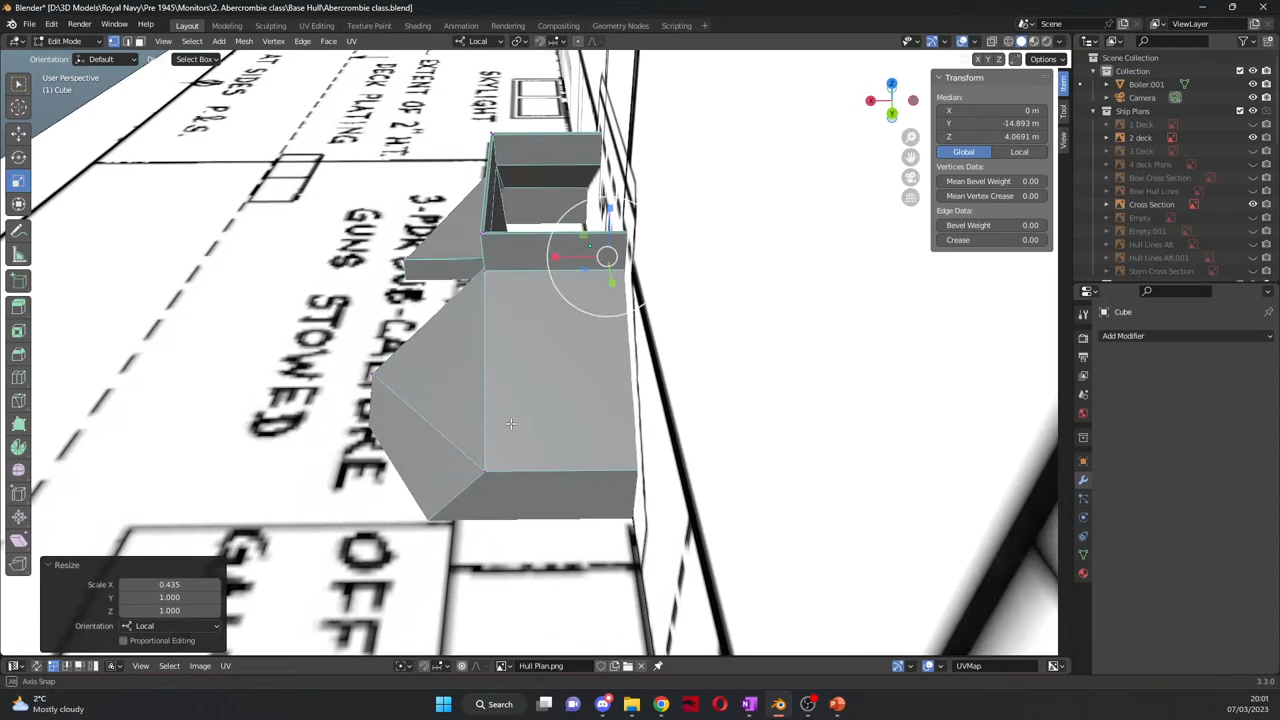 Blender* [D:\3D Models\Royal Navy\Pre 1945\Monitors\2. Abercrombie class\Base Hull\Abercrombie class.blend]
File Edit Render Window Help Layout Modeling Sculpting UV Editing Texture Paint Shading Animation Rendering Compositing Geometry Nodes Scripting + Scene ViewLayer
Edit Mode View Select Add Mesh Vertex Edge Face UV Local
Orientation: Default Select Box X Y Z Options
User Perspective
(1) Cube
AT SIDES P.&S.
EXTENT OF 2" H.T.
DECK PLATING
SKYLIGHT
GUNS
STOWED
OFF
Transform
Median:
X 0 m
Y -14.893 m
Z 4.0691 m
Global Local
Vertices Data:
Mean Bevel Weight 0.00
Mean Vertex Crease 0.00
Edge Data:
Bevel Weight 0.00
Crease 0.00
Item
Tool
View
Scene Collection
Collection
Boiler.001
Camera
Ship Plans
1 Deck
2 deck
3 Deck
4 deck Plans
Bow Cross Sections
Bow Hull Lines
Cross Section
Empty
Empty.001
Hull Lines Aft
Hull Lines Aft.001
Stern Cross Section
Cube
Add Modifier
Resize
Scale X 0.435
Y 1.000
Z 1.000
Orientation Local
Proportional Editing
View Select Image UV Hull Plan.png UVMap
Axis Snap 3.3.0
2°C
Mostly cloudy
Search
20:01
07/03/2023